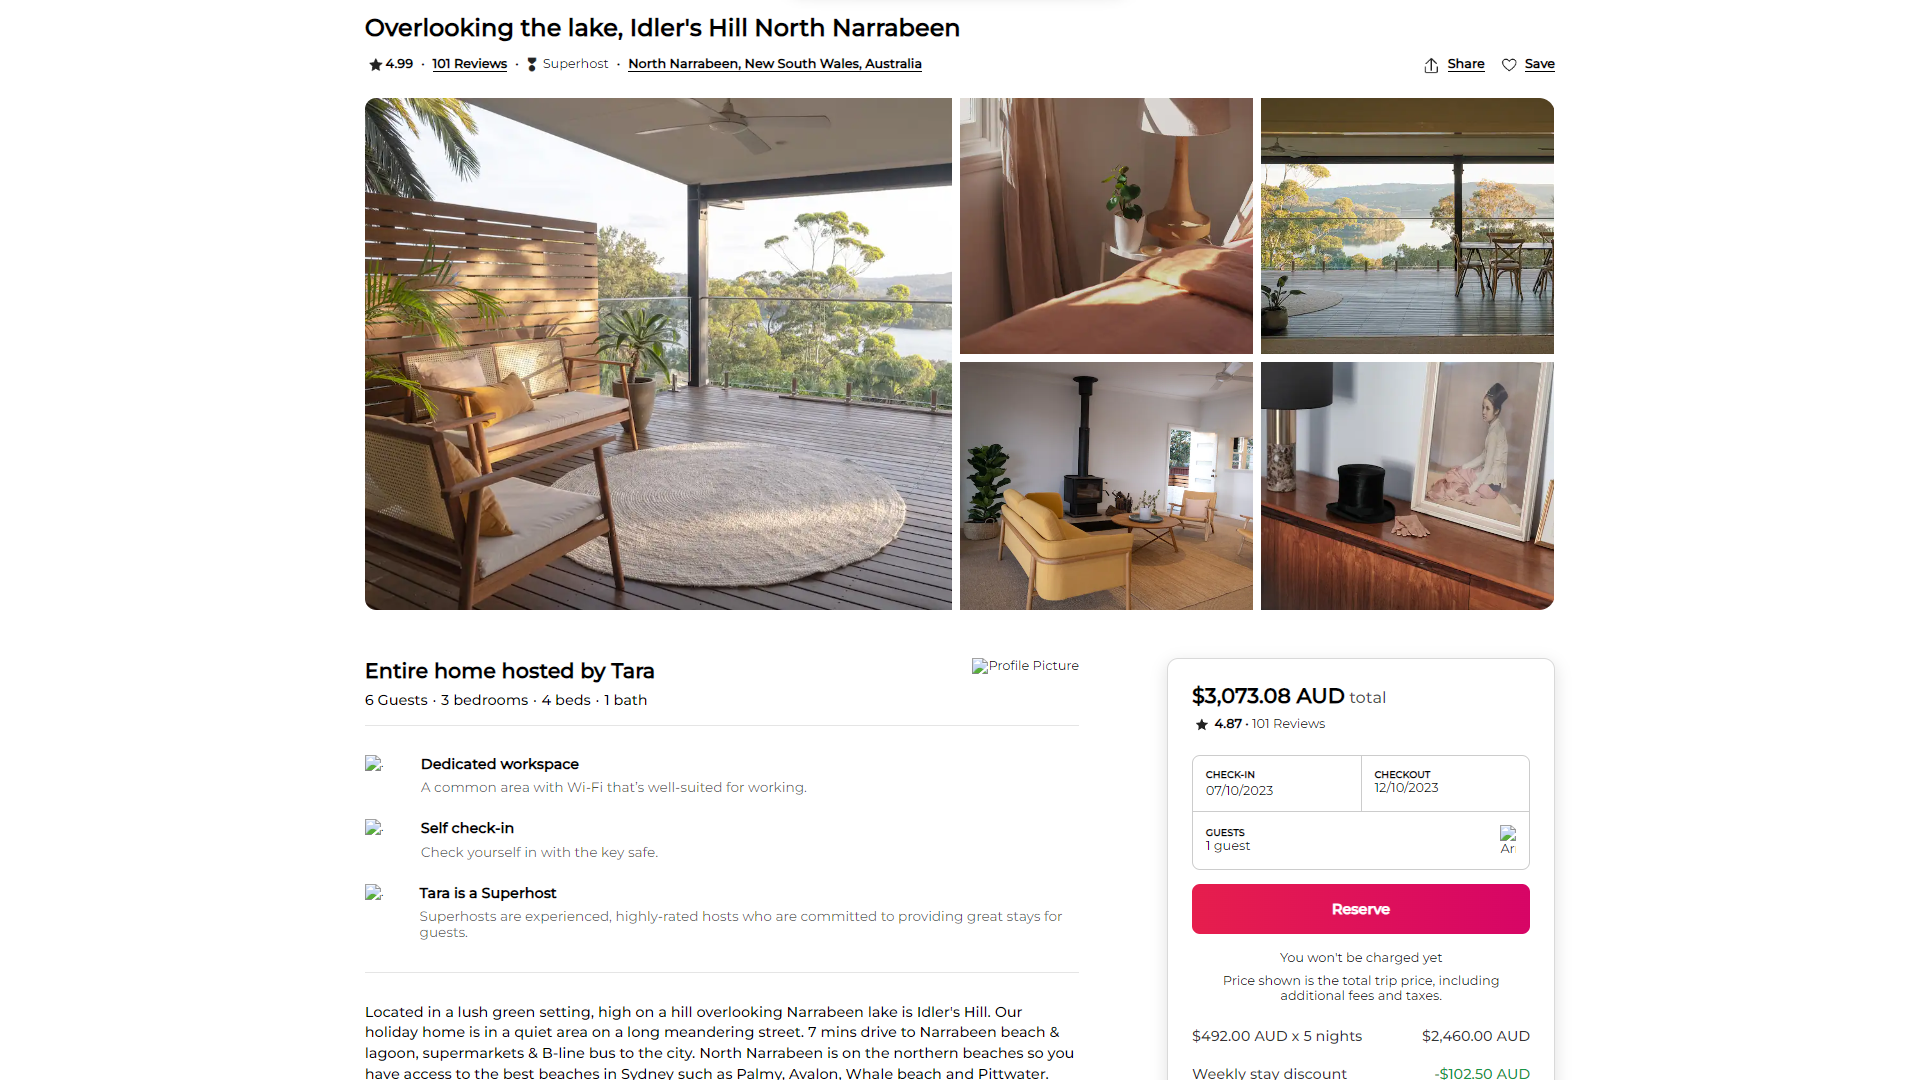 Overlooking the lake, Idler's Hill North Narrabeen
4.99 · 101 Reviews · Superhost · North Narrabeen, New South Wales, Australia
Share
Save
Entire home hosted by Tara
6 Guests · 3 bedrooms · 4 beds · 1 bath
Profile Picture
Dedicated workspace
A common area with Wi-Fi that’s well-suited for working.
Self check-in
Check yourself in with the key safe.
Tara is a Superhost
Superhosts are experienced, highly-rated hosts who are committed to providing great stays for
guests.
Located in a lush green setting, high on a hill overlooking Narrabeen lake is Idler's Hill. Our
holiday home is in a quiet area on a long meandering street. 7 mins drive to Narrabeen beach &
lagoon, supermarkets & B-line bus to the city. North Narrabeen is on the northern beaches so you
have access to the best beaches in Sydney such as Palmy, Avalon, Whale beach and Pittwater.
$3,073.08 AUD total
4.87 · 101 Reviews
CHECK-IN
07/10/2023
CHECKOUT
12/10/2023
GUESTS
1 guest
Ar
Reserve
You won't be charged yet
Price shown is the total trip price, including
additional fees and taxes.
$492.00 AUD x 5 nights
$2,460.00 AUD
Weekly stay discount
-$102.50 AUD